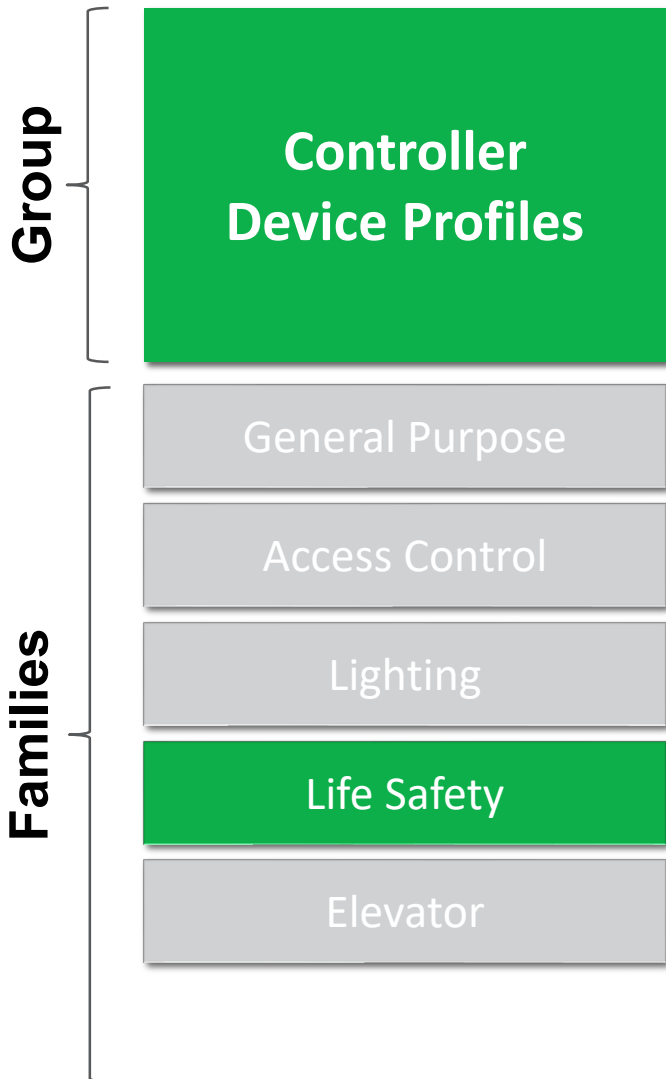 Group
Controller
Device Profiles
Families
General Purpose
Access Control
Lighting
Life Safety
Elevator